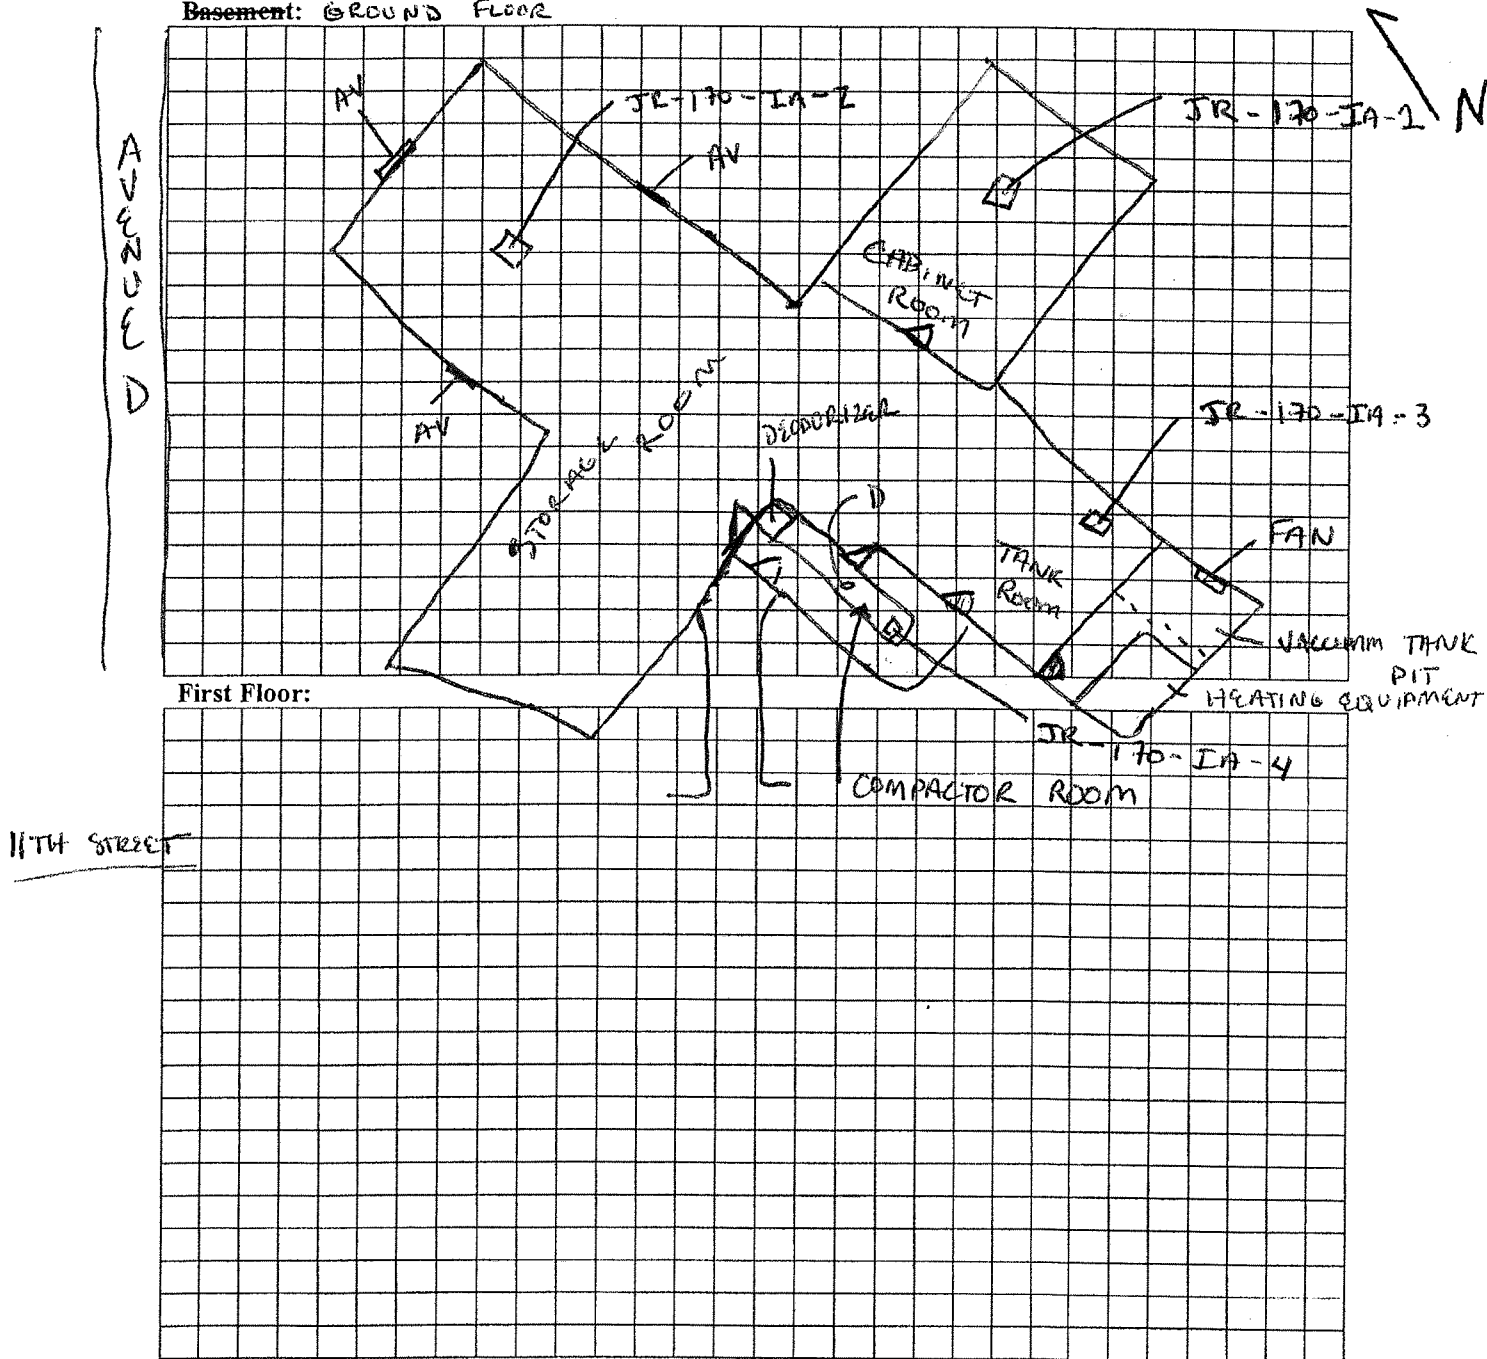 Basement: GROUND FLOOR
N
AV
JR-170-IA-2
AV
JR-170-IA-1
AVENUE D
CABINET
ROOM
AV
STORAGE ROOM
DEODORIZER
JR-170-IA-3
D
FAN
TANK
ROOM
VACUUMM TANK
PIT
HEATING EQUIPMENT
First Floor:
JR-170-IA-4
COMPACTOR ROOM
11TH STREET